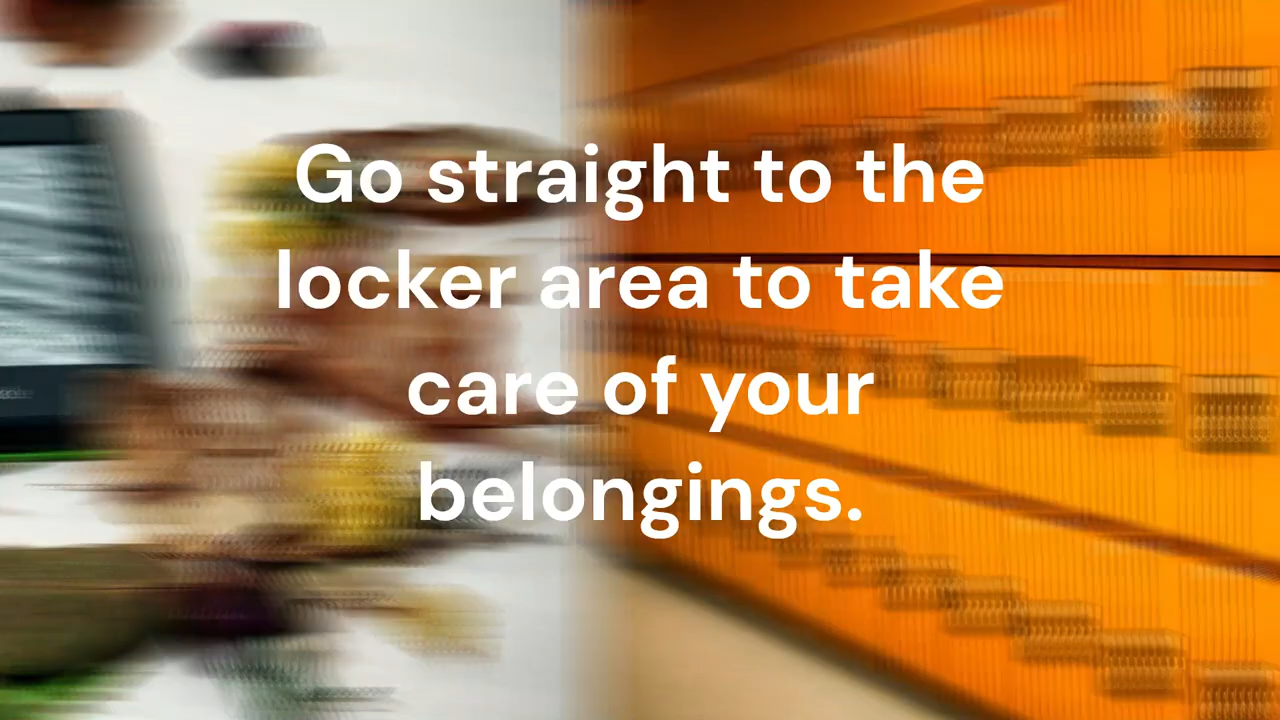 Go straight to the
locker area to take
care of your
belongings.